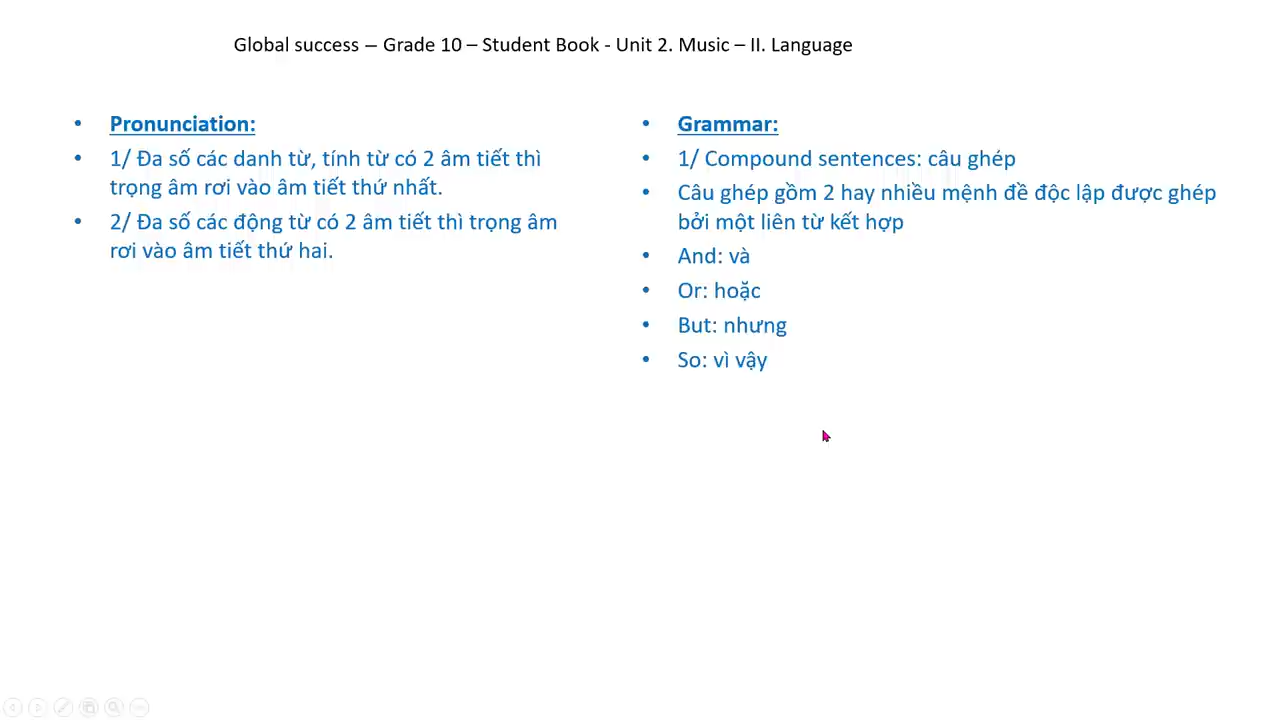 Global success – Grade 10 – Student Book - Unit 2. Music – II. Language
• Pronunciation:
• 1/ Đa số các danh từ, tính từ có 2 âm tiết thì
trọng âm rơi vào âm tiết thứ nhất.
• 2/ Đa số các động từ có 2 âm tiết thì trọng âm
rơi vào âm tiết thứ hai.
• Grammar:
• 1/ Compound sentences: câu ghép
• Câu ghép gồm 2 hay nhiều mệnh đề độc lập được ghép
bởi một liên từ kết hợp
• And: và
• Or: hoặc
• But: nhưng
• So: vì vậy